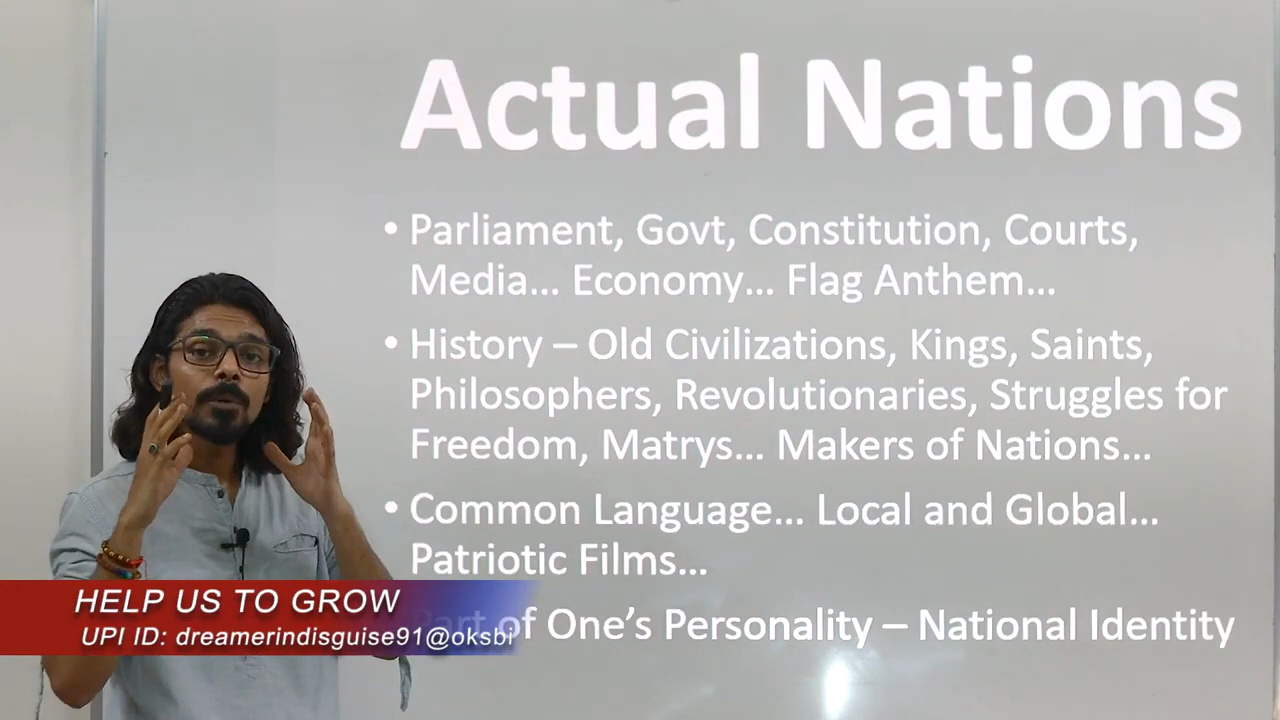 Actual Nations
• Parliament, Govt, Constitution, Courts,
Media... Economy... Flag Anthem...
• History – Old Civilizations, Kings, Saints,
Philosophers, Revolutionaries, Struggles for
Freedom, Matrys... Makers of Nations...
• Common Language... Local and Global...
Patriotic Films...
Part of One's Personality – National Identity
HELP US TO GROW
UPI ID: dreamerindisguise91@oksbi